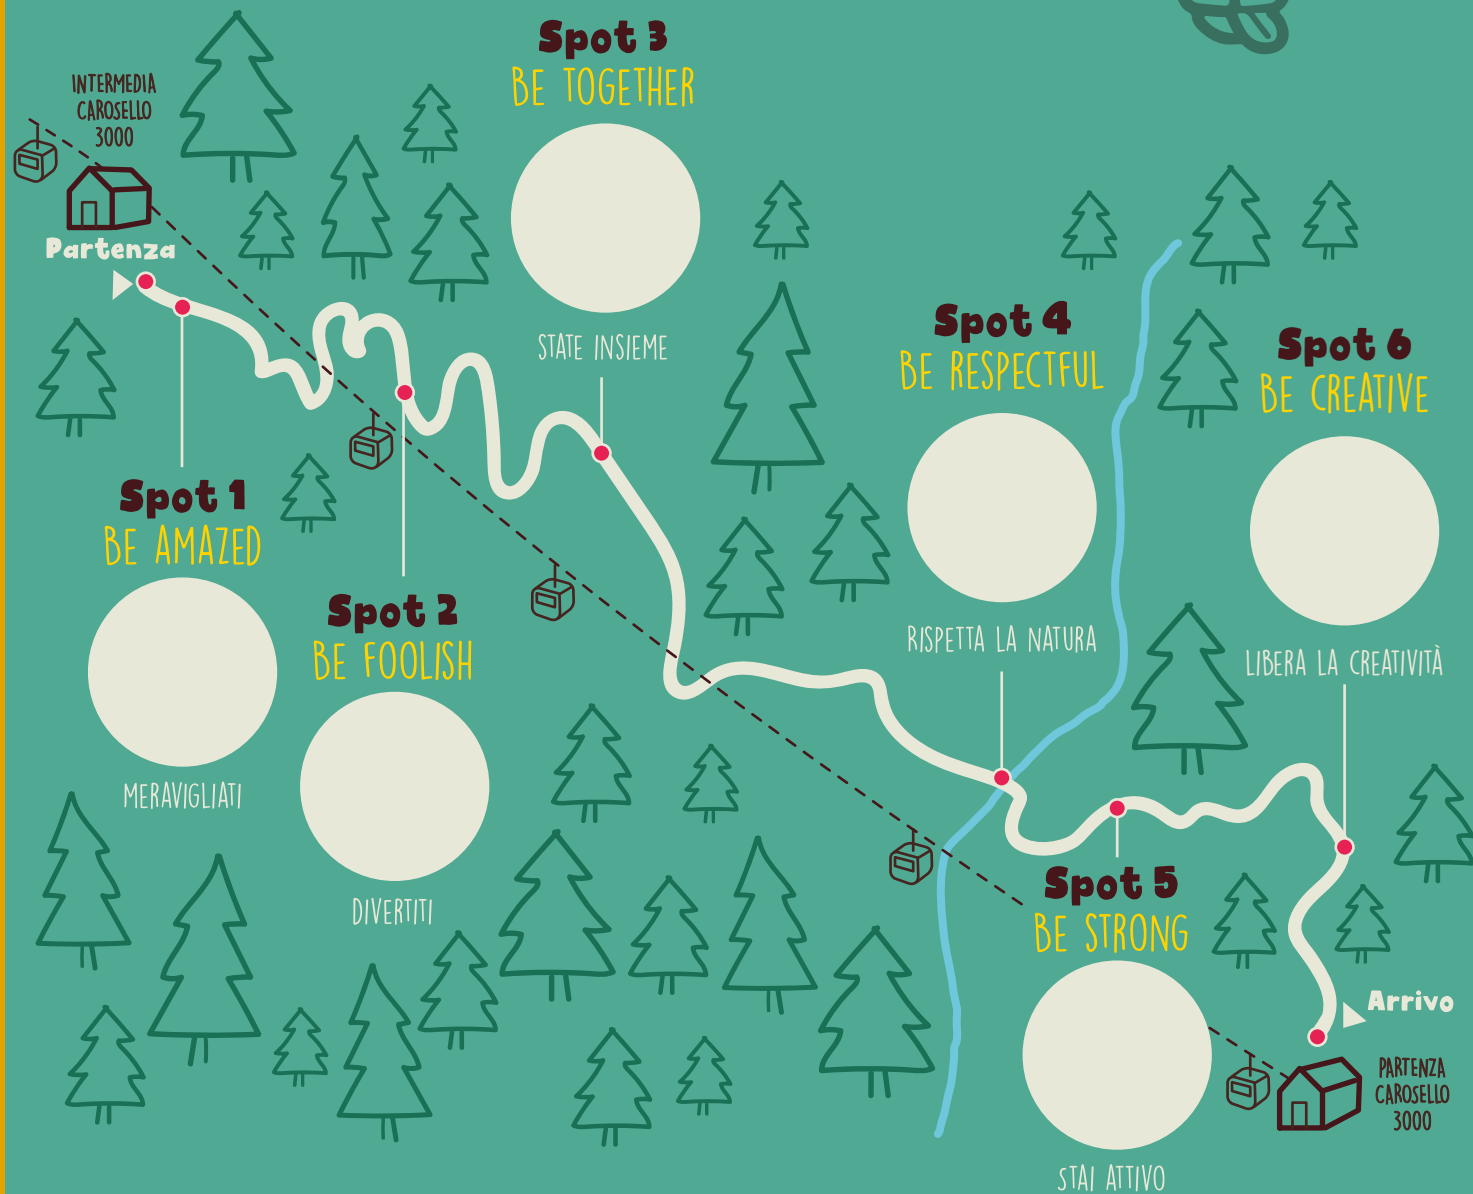 INTERMEDIA
CAROSELLO
3000
Partenza
Spot 3
BE TOGETHER
STATE INSIEME
Spot 4
BE RESPECTFUL
RISPETTA LA NATURA
Spot 6
BE CREATIVE
LIBERA LA CREATIVITÀ
Spot 1
BE AMAZED
MERAVIGLIATI
Spot 2
BE FOOLISH
DIVERTITI
Spot 5
BE STRONG
STAI ATTIVO
Arrivo
PARTENZA
CAROSELLO
3000